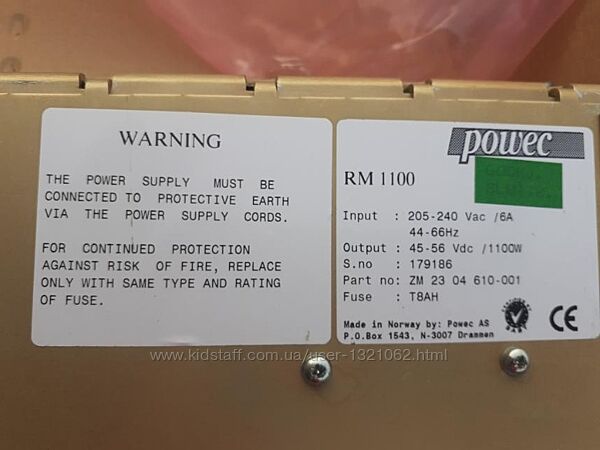 WARNING
THE POWER SUPPLY MUST BE
CONNECTED TO PROTECTIVE EARTH
VIA THE POWER SUPPLY CORDS.
FOR CONTINUED PROTECTION
AGAINST RISK OF FIRE, REPLACE
ONLY WITH SAME TYPE AND RATING
OF FUSE.
powec
RM 1100
Input : 205-240 Vac /6A
44-66Hz
Output : 45-56 Vdc /1100W
S.no : 179186
Part no: ZM 23 04 610-001
Fuse : T8AH
Made in Norway by: Powec AS
P.O.Box 1543, N-3007 Drammen
CE
www.kidstaff.com.ua/user-1321062.html